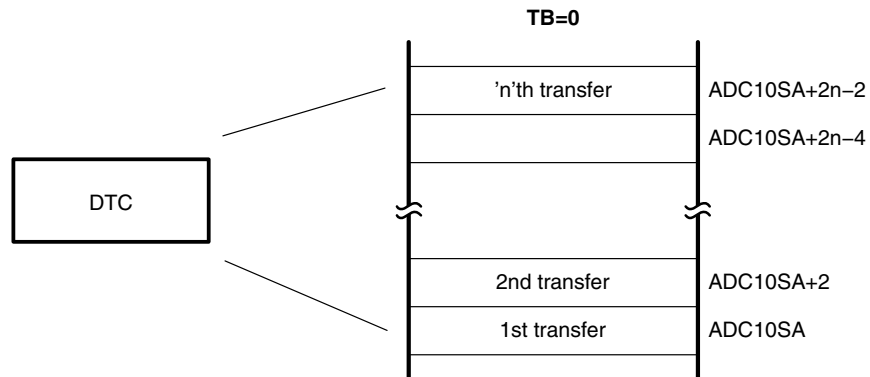 TB=0
'n'th transfer ADC10SA+2n−2
ADC10SA+2n−4
DTC
2nd transfer ADC10SA+2
1st transfer ADC10SA